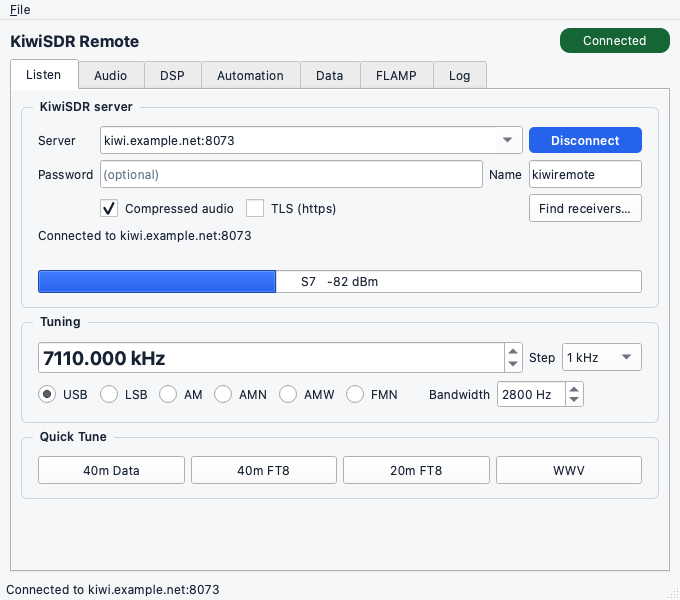 File
KiwiSDR Remote
Connected
Listen
Audio
DSP
Automation
Data
FLAMP
Log
KiwiSDR server
Server
kiwi.example.net:8073
Disconnect
Password
(optional)
Name
kiwiremote
Compressed audio
TLS (https)
Find receivers...
Connected to kiwi.example.net:8073
S7 -82 dBm
Tuning
7110.000 kHz
Step
1 kHz
USB
LSB
AM
AMN
AMW
FMN
Bandwidth
2800 Hz
Quick Tune
40m Data
40m FT8
20m FT8
WWV
Connected to kiwi.example.net:8073